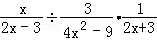 x/(2x − 3) ÷ 3/(4x² − 9) * 1/(2x+3)